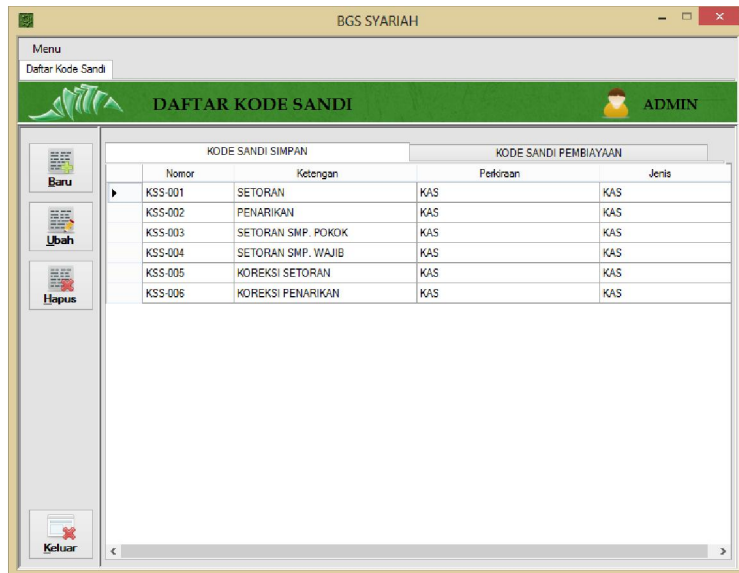 BGS SYARIAH
Menu
Daftar Kode Sandi
DAFTAR KODE SANDI
ADMIN
Baru
Ubah
Hapus
Keluar
KODE SANDI SIMPAN KODE SANDI PEMBIAYAAN
Nomor Ketengan Perkiraan Jenis
KSS-001 SETORAN KAS KAS
KSS-002 PENARIKAN KAS KAS
KSS-003 SETORAN SMP. POKOK KAS KAS
KSS-004 SETORAN SMP. WAJIB KAS KAS
KSS-005 KOREKSI SETORAN KAS KAS
KSS-006 KOREKSI PENARIKAN KAS KAS